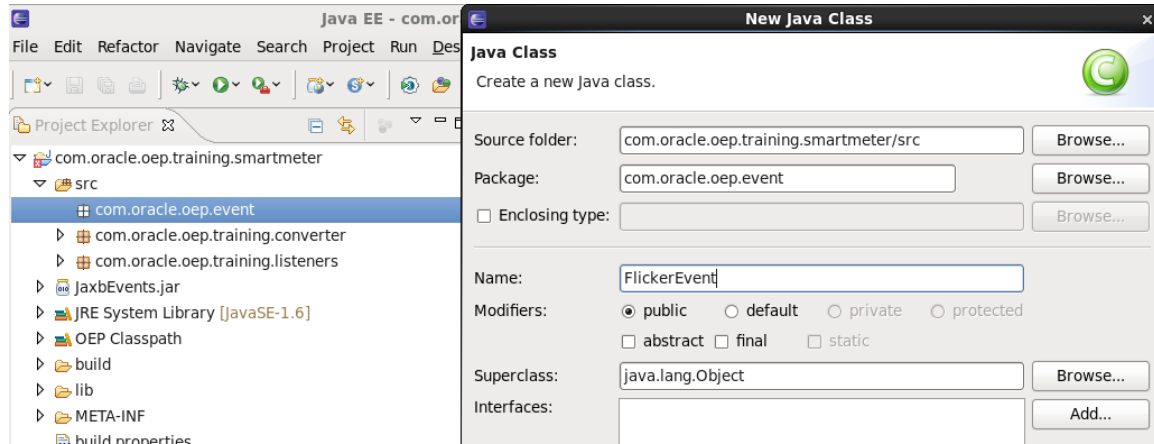 Java EE - com.or
File Edit Refactor Navigate Search Project Run Des
Project Explorer
com.oracle.oep.training.smartmeter
src
com.oracle.oep.event
com.oracle.oep.training.converter
com.oracle.oep.training.listeners
JaxbEvents.jar
JRE System Library [JavaSE-1.6]
OEP Classpath
build
lib
META-INF
build.properties
New Java Class
Java Class
Create a new Java class.
Source folder: com.oracle.oep.training.smartmeter/src Browse...
Package: com.oracle.oep.event Browse...
Enclosing type: Browse...
Name: FlickerEvent
Modifiers: public default private protected
abstract final static
Superclass: java.lang.Object Browse...
Interfaces: Add...